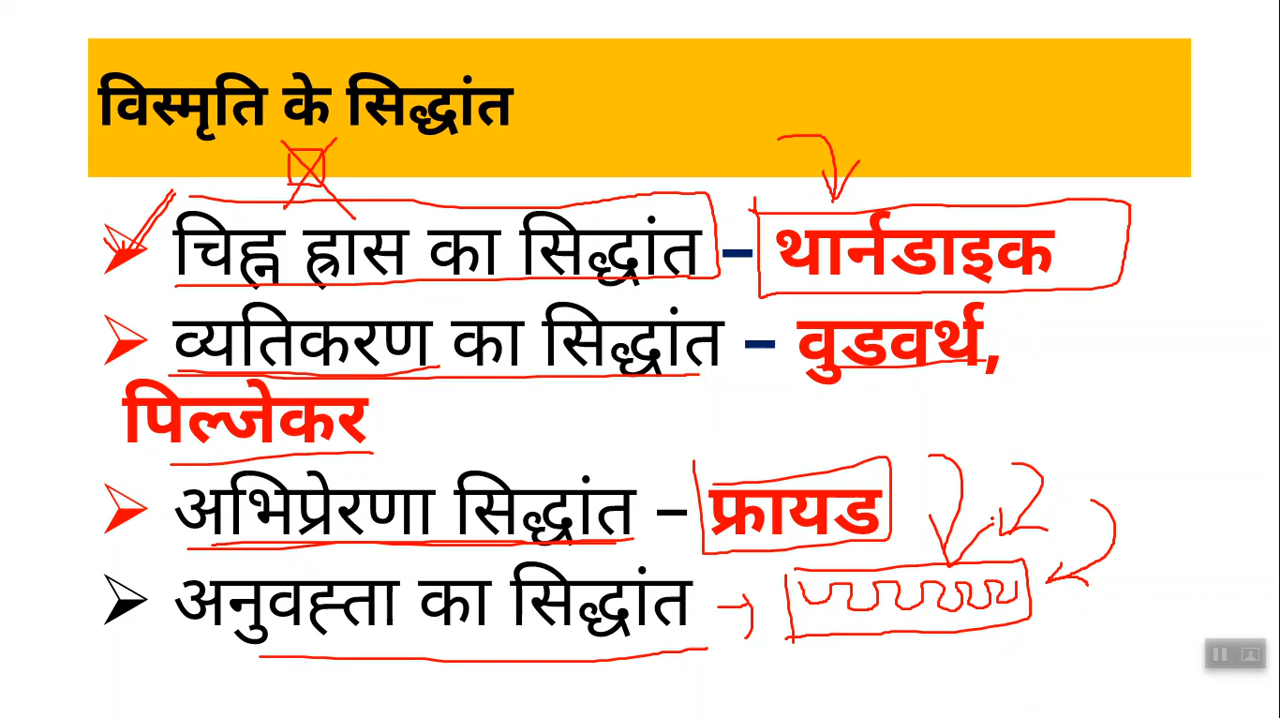 विस्मृति के सिद्धांत
चिह्न ह्रास का सिद्धांत – थार्नडाइक
व्यतिकरण का सिद्धांत – वुडवर्थ,
पिल्जेकर
अभिप्रेरणा सिद्धांत – फ्रायड
अनुवह्ता का सिद्धांत